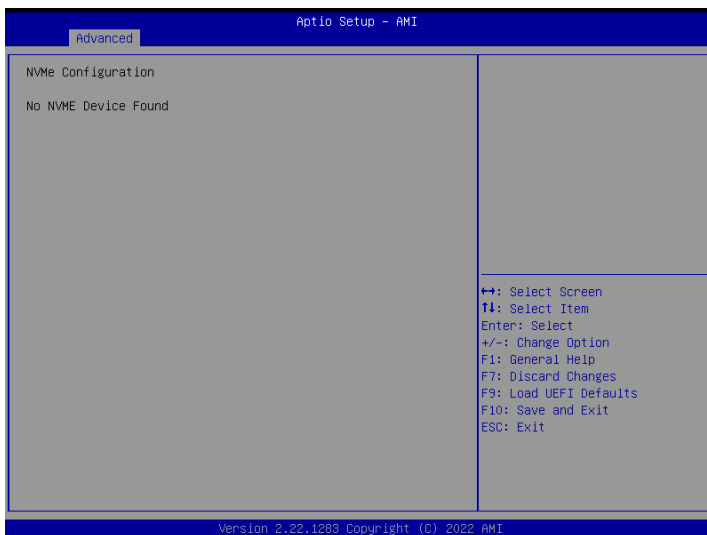 Aptio Setup – AMI
Advanced
NVMe Configuration
No NVME Device Found
↔: Select Screen
↑↓: Select Item
Enter: Select
+/-: Change Option
F1: General Help
F7: Discard Changes
F9: Load UEFI Defaults
F10: Save and Exit
ESC: Exit
Version 2.22.1283 Copyright (C) 2022 AMI